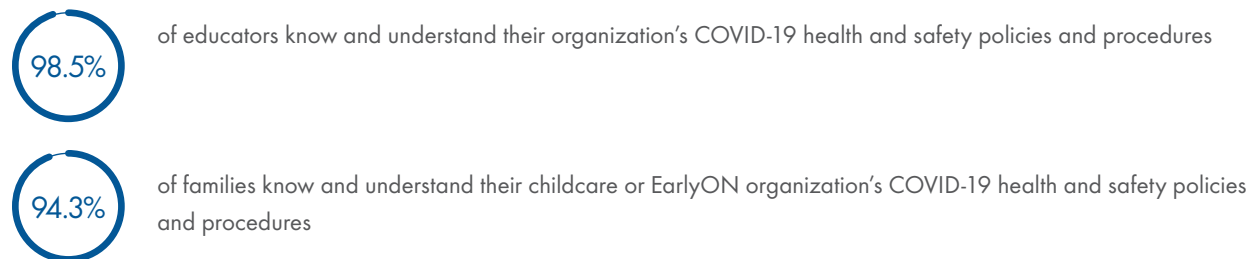 98.5%
of educators know and understand their organization's COVID-19 health and safety policies and procedures
94.3%
of families know and understand their childcare or EarlyON organization's COVID-19 health and safety policies
and procedures